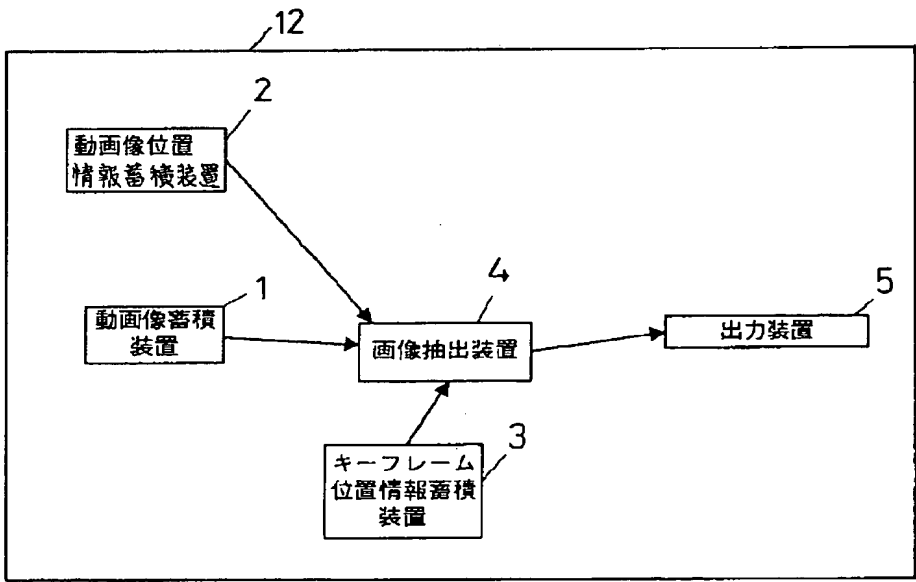 12
2
動画像位置
情報蓄積装置
1
動画像蓄積
装置
4
画像抽出装置
5
出力装置
3
キーフレーム
位置情報蓄積
装置